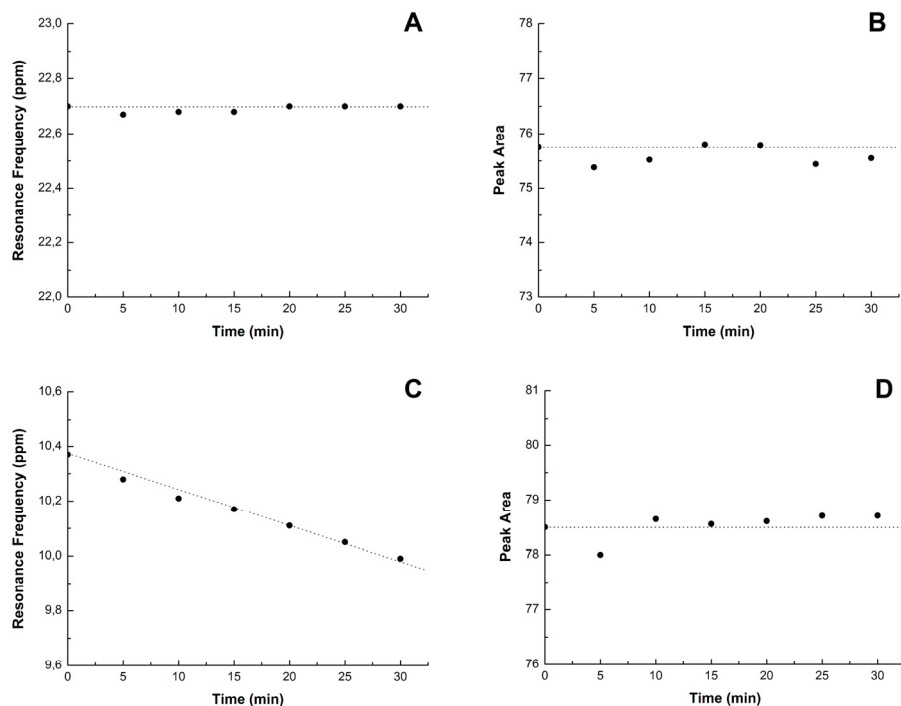 A
Resonance Frequency (ppm)
23,0
22,8
22,6
22,4
22,2
22,0
0 5 10 15 20 25 30
Time (min)
B
Peak Area
78
77
76
75
74
73
0 5 10 15 20 25 30
Time (min)
C
Resonance Frequency (ppm)
10,6
10,4
10,2
10,0
9,8
9,6
0 5 10 15 20 25 30
Time (min)
D
Peak Area
81
80
79
78
77
76
0 5 10 15 20 25 30
Time (min)